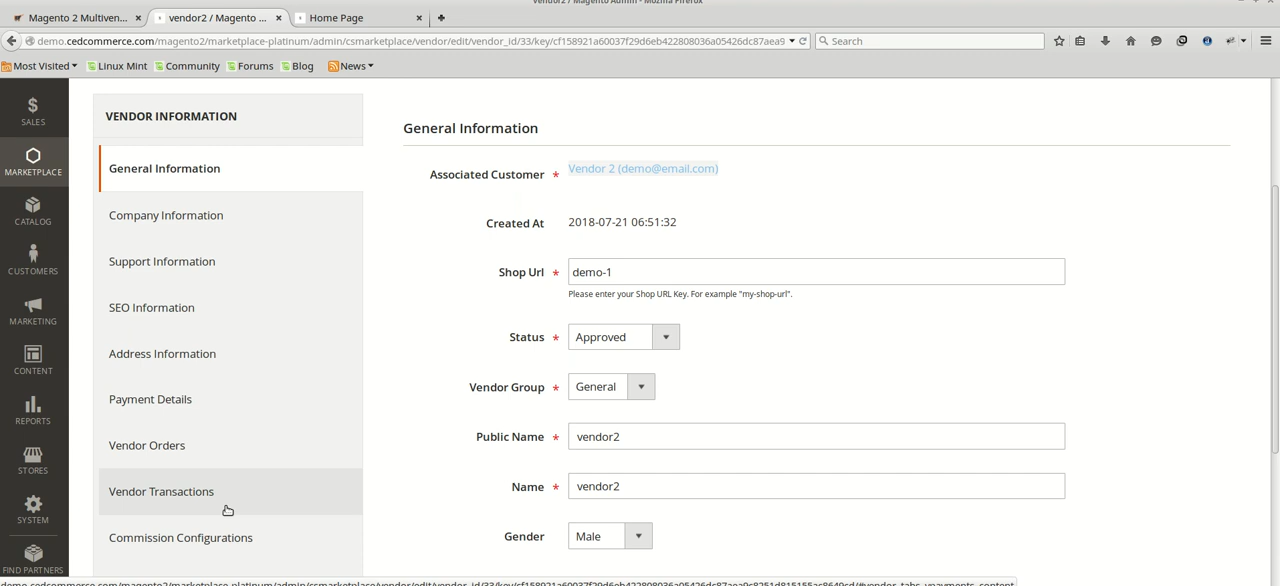 vendor2 / Magento Admin - Mozilla Firefox
Magento 2 Multiven... ×
vendor2 / Magento ... ×
Home Page ×
demo.cedcommerce.com/magento2/marketplace-platinum/admin/csmarketplace/vendor/edit/vendor_id/33/key/cf158921a60037f29d6eb422808036a05426dc87aea9
Search
Most Visited
Linux Mint
Community
Forums
Blog
News
SALES
MARKETPLACE
CATALOG
CUSTOMERS
MARKETING
CONTENT
REPORTS
STORES
SYSTEM
FIND PARTNERS
VENDOR INFORMATION
General Information
Company Information
Support Information
SEO Information
Address Information
Payment Details
Vendor Orders
Vendor Transactions
Commission Configurations
General Information
Associated Customer * Vendor 2 (demo@email.com)
Created At 2018-07-21 06:51:32
Shop Url * demo-1
Please enter your Shop URL Key. For example "my-shop-url".
Status * Approved
Vendor Group * General
Public Name * vendor2
Name * vendor2
Gender Male